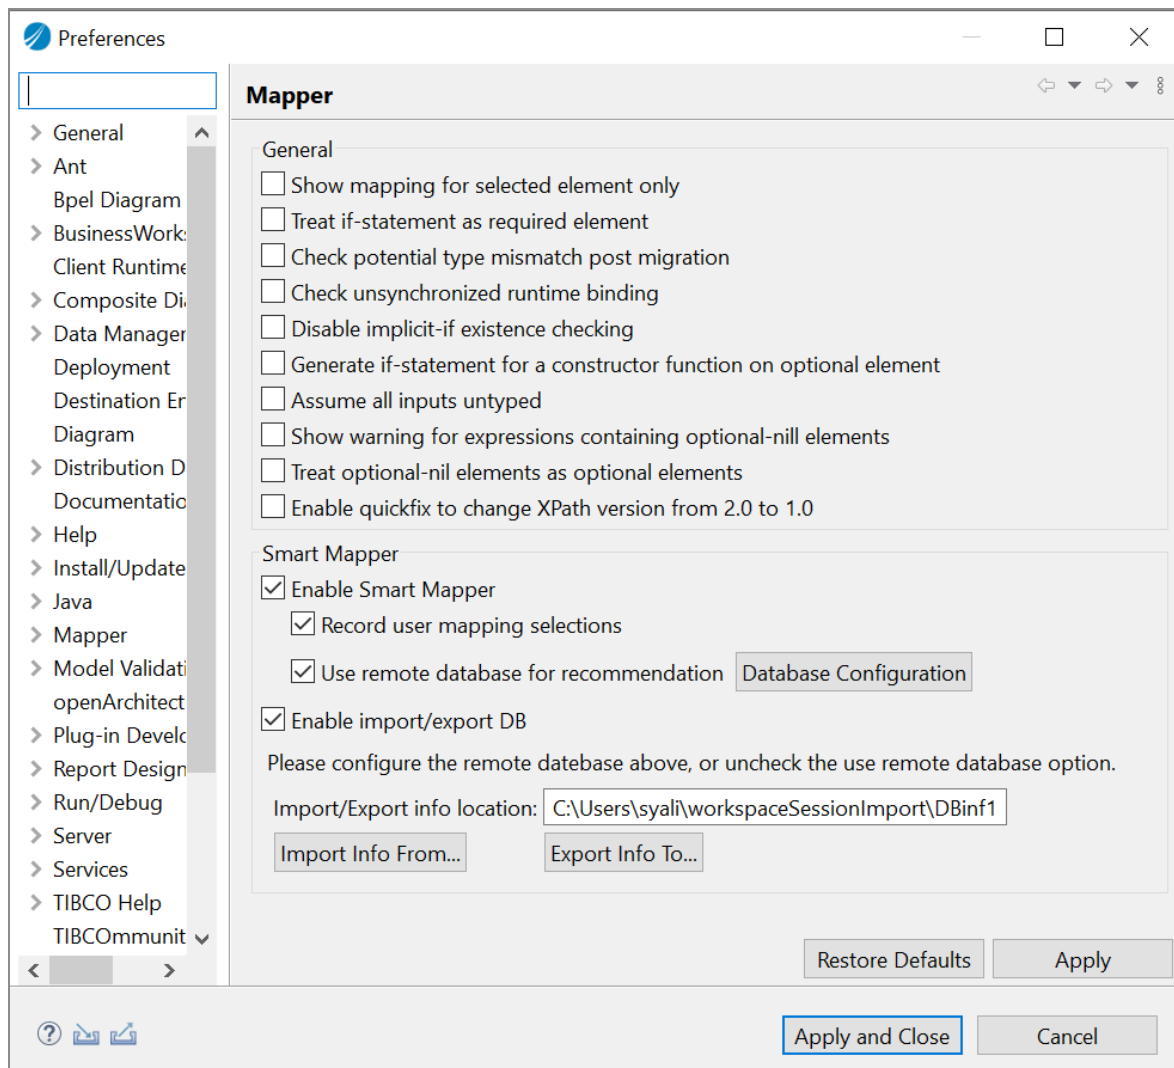 Preferences
Mapper
General
Ant
Bpel Diagram
BusinessWork
Client Runtime
Composite Di
Data Manager
Deployment
Destination Er
Diagram
Distribution D
Documentatio
Help
Install/Update
Java
Mapper
Model Validati
openArchitect
Plug-in Develo
Report Design
Run/Debug
Server
Services
TIBCO Help
TIBCOmmunit
General
Show mapping for selected element only
Treat if-statement as required element
Check potential type mismatch post migration
Check unsynchronized runtime binding
Disable implicit-if existence checking
Generate if-statement for a constructor function on optional element
Assume all inputs untyped
Show warning for expressions containing optional-nill elements
Treat optional-nil elements as optional elements
Enable quickfix to change XPath version from 2.0 to 1.0
Smart Mapper
Enable Smart Mapper
Record user mapping selections
Use remote database for recommendation Database Configuration
Enable import/export DB
Please configure the remote datebase above, or uncheck the use remote database option.
Import/Export info location: C:\Users\syali\workspaceSessionImport\DBinf1
Import Info From... Export Info To...
Restore Defaults Apply
Apply and Close Cancel